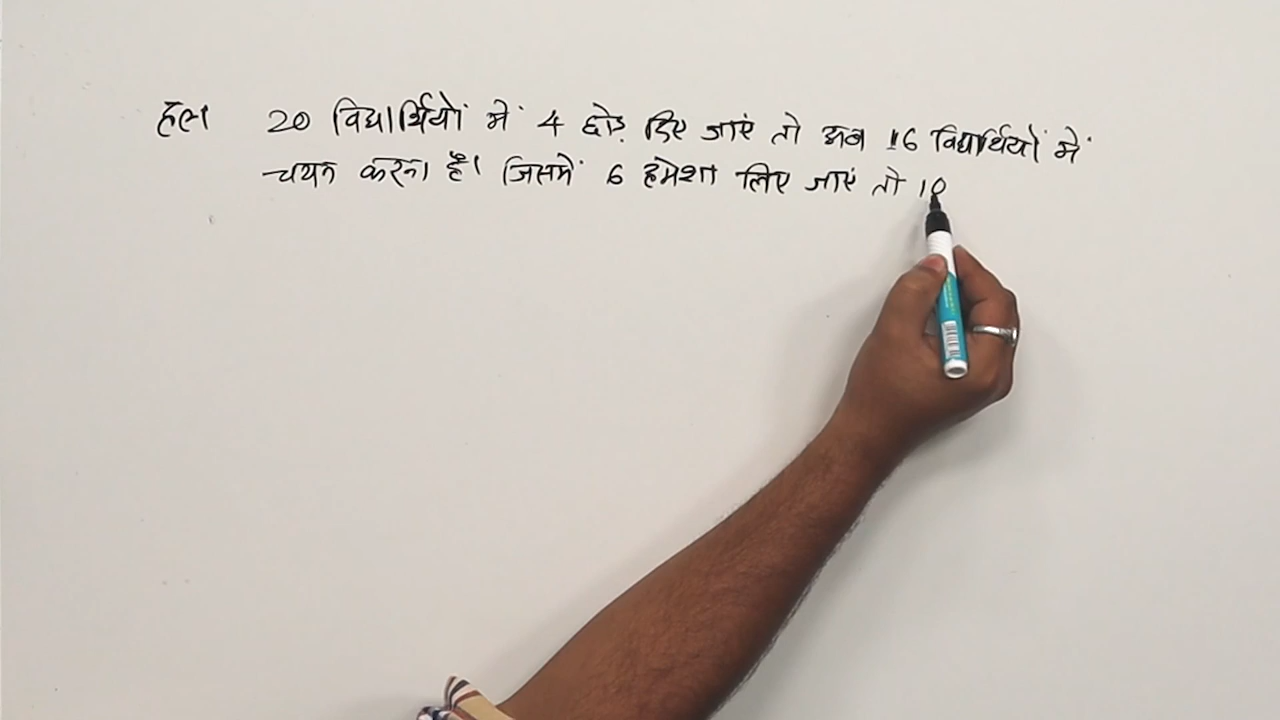 हल 20 विद्यार्थियों में 4 छोड़ दिए जाएं तो अब 16 विद्यार्थियों में
चयन करना है। जिसमें 6 हमेशा लिए जाएं तो 10